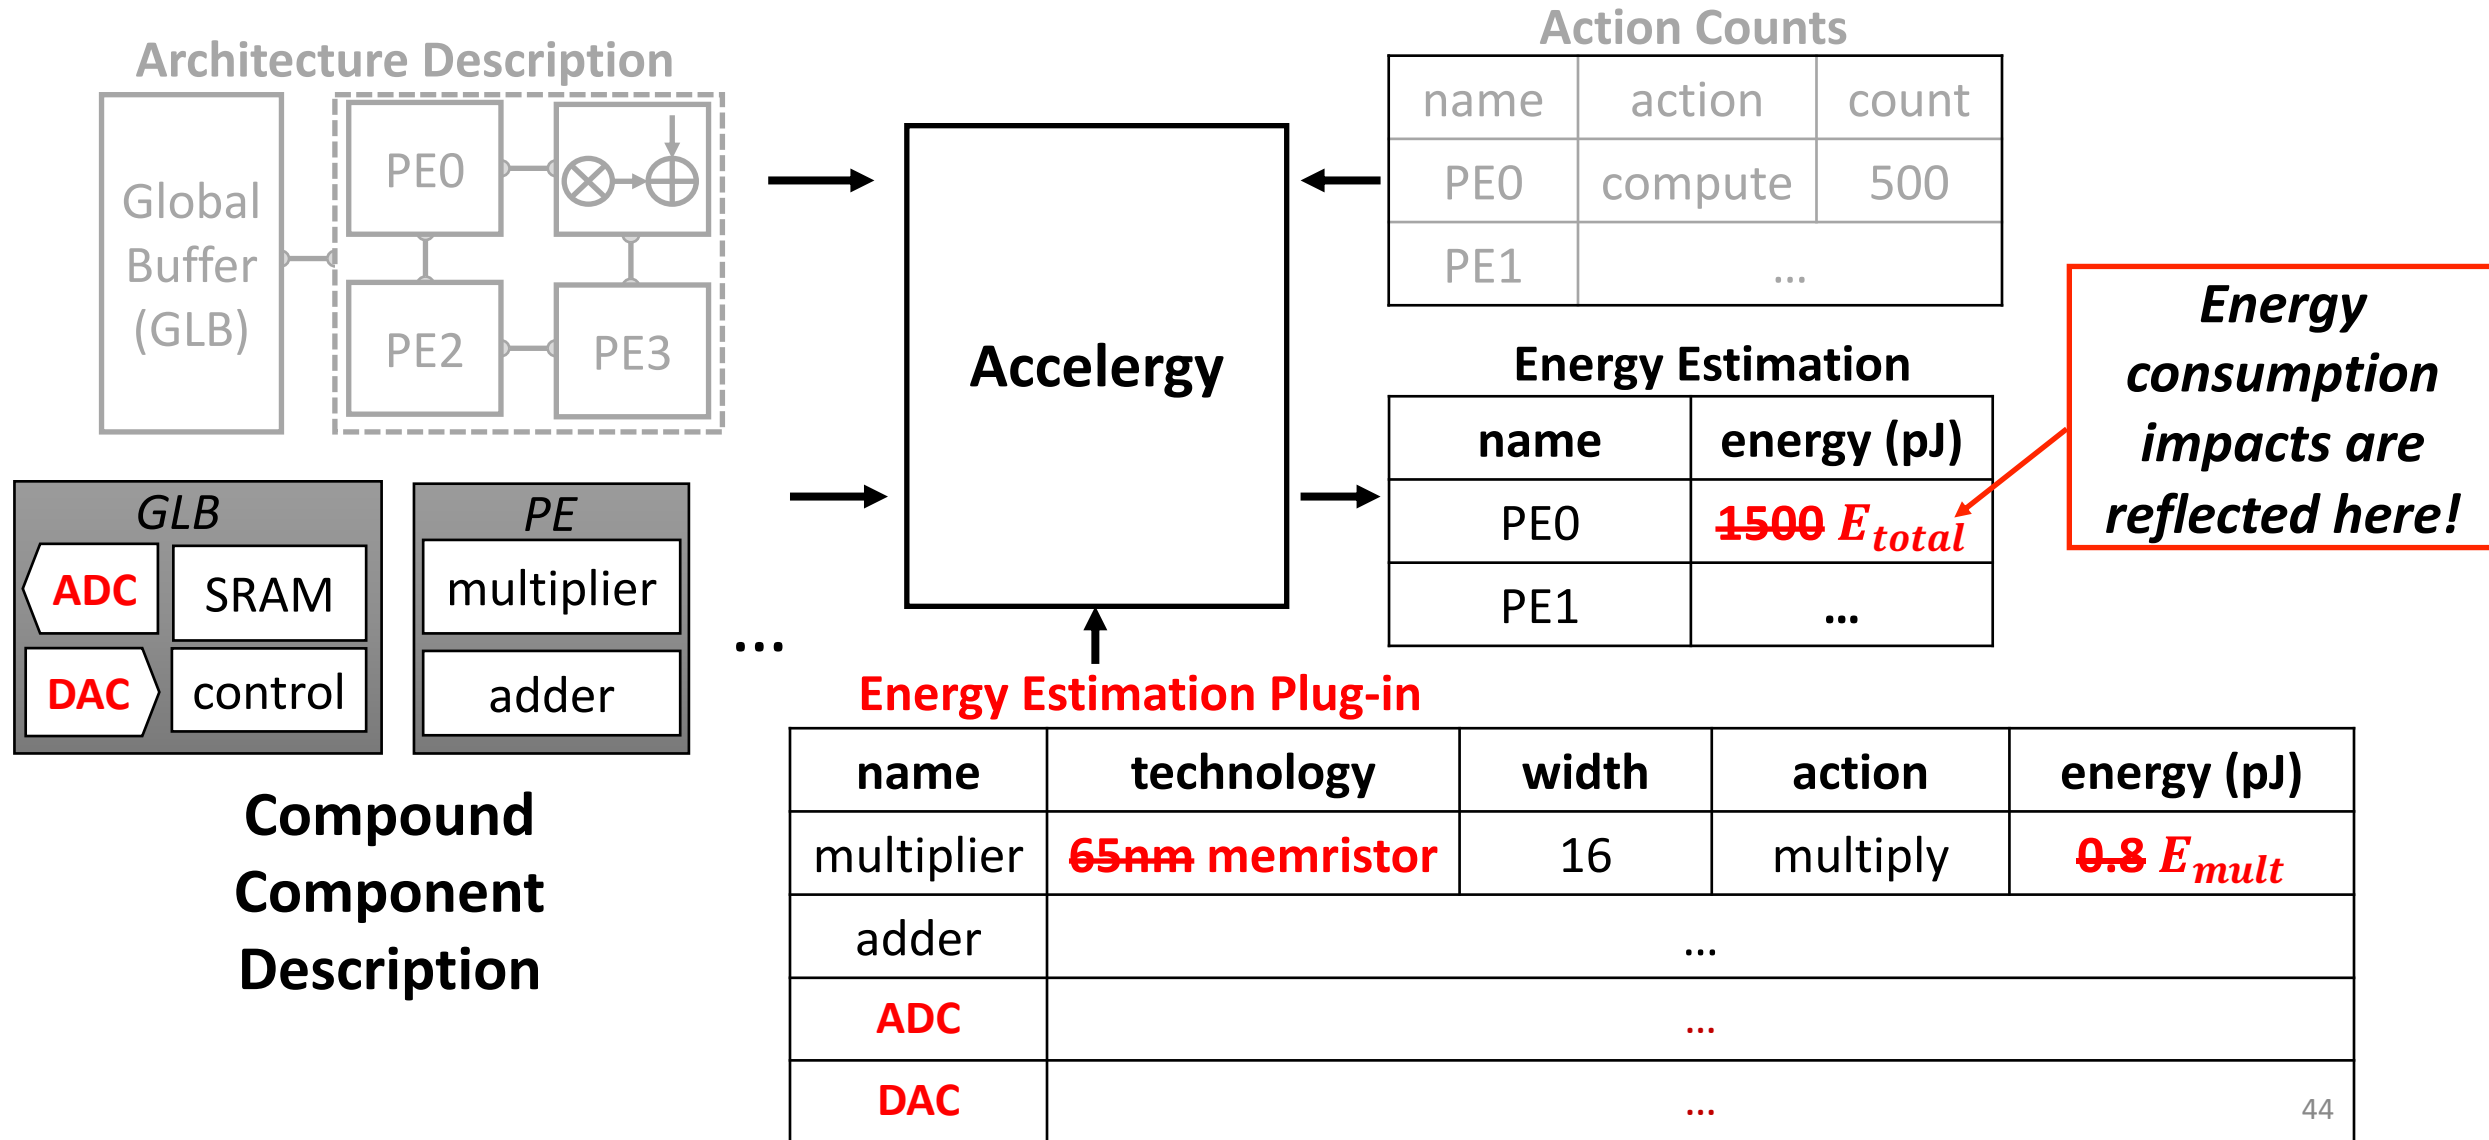 Architecture Description
Global
Buffer
(GLB)
PE0
PE2
PE3
Action Counts
name action count
PE0 compute 500
PE1 ...
Accelergy
Energy
consumption
impacts are
reflected here!
Energy Estimation
name energy (pJ)
PE0 1500 E_total
PE1 ...
GLB
ADC SRAM
DAC control
PE
multiplier
adder
...
Compound
Component
Description
Energy Estimation Plug-in
name technology width action energy (pJ)
multiplier 65nm memristor 16 multiply 0.8 E_mult
adder ...
ADC ...
DAC ...
44